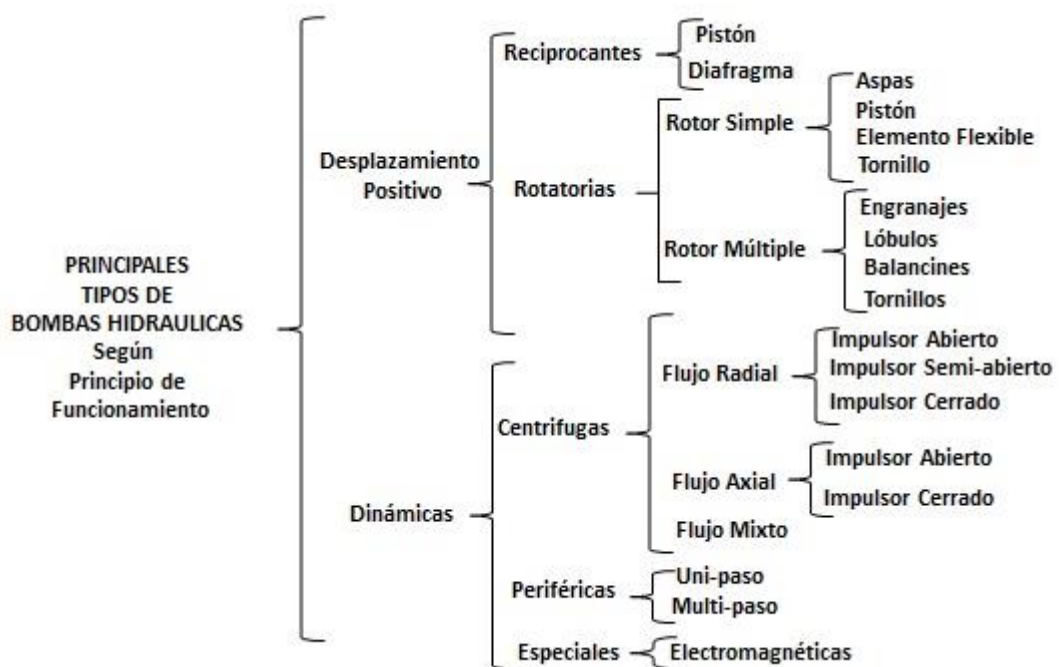 PRINCIPALES
TIPOS DE
BOMBAS HIDRAULICAS
Según
Principio de
Funcionamiento
Desplazamiento
Positivo
Reciprocantes
Pistón
Diafragma
Rotatorias
Rotor Simple
Aspas
Pistón
Elemento Flexible
Tornillo
Rotor Múltiple
Engranajes
Lóbulos
Balancines
Tornillos
Dinámicas
Centrifugas
Flujo Radial
Impulsor Abierto
Impulsor Semi-abierto
Impulsor Cerrado
Flujo Axial
Impulsor Abierto
Impulsor Cerrado
Flujo Mixto
Periféricas
Uni-paso
Multi-paso
Especiales
Electromagnéticas